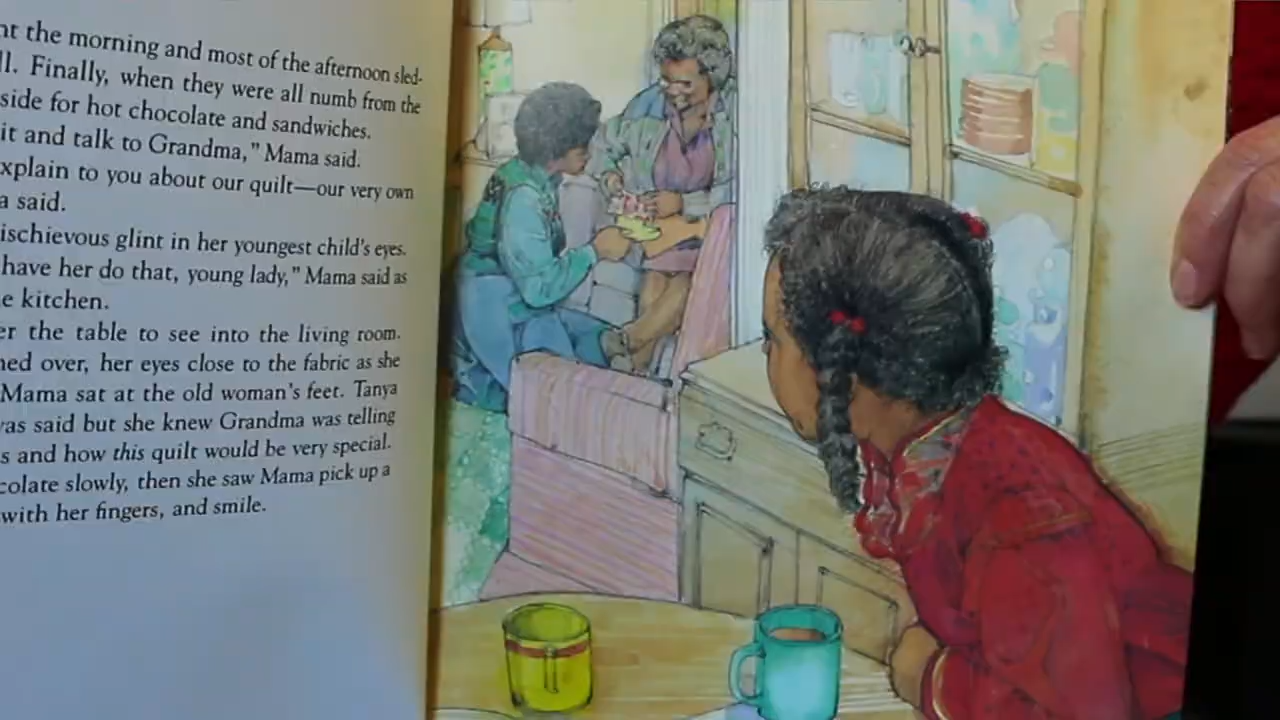 nt the morning and most of the afternoon sled-
ll. Finally, when they were all numb from the
side for hot chocolate and sandwiches.
it and talk to Grandma," Mama said.
xplain to you about our quilt—our very own
a said.
ischievous glint in her youngest child's eyes.
have her do that, young lady," Mama said as
e kitchen.
er the table to see into the living room.
ned over, her eyes close to the fabric as she
Mama sat at the old woman's feet. Tanya
as said but she knew Grandma was telling
s and how this quilt would be very special.
colate slowly, then she saw Mama pick up a
with her fingers, and smile.